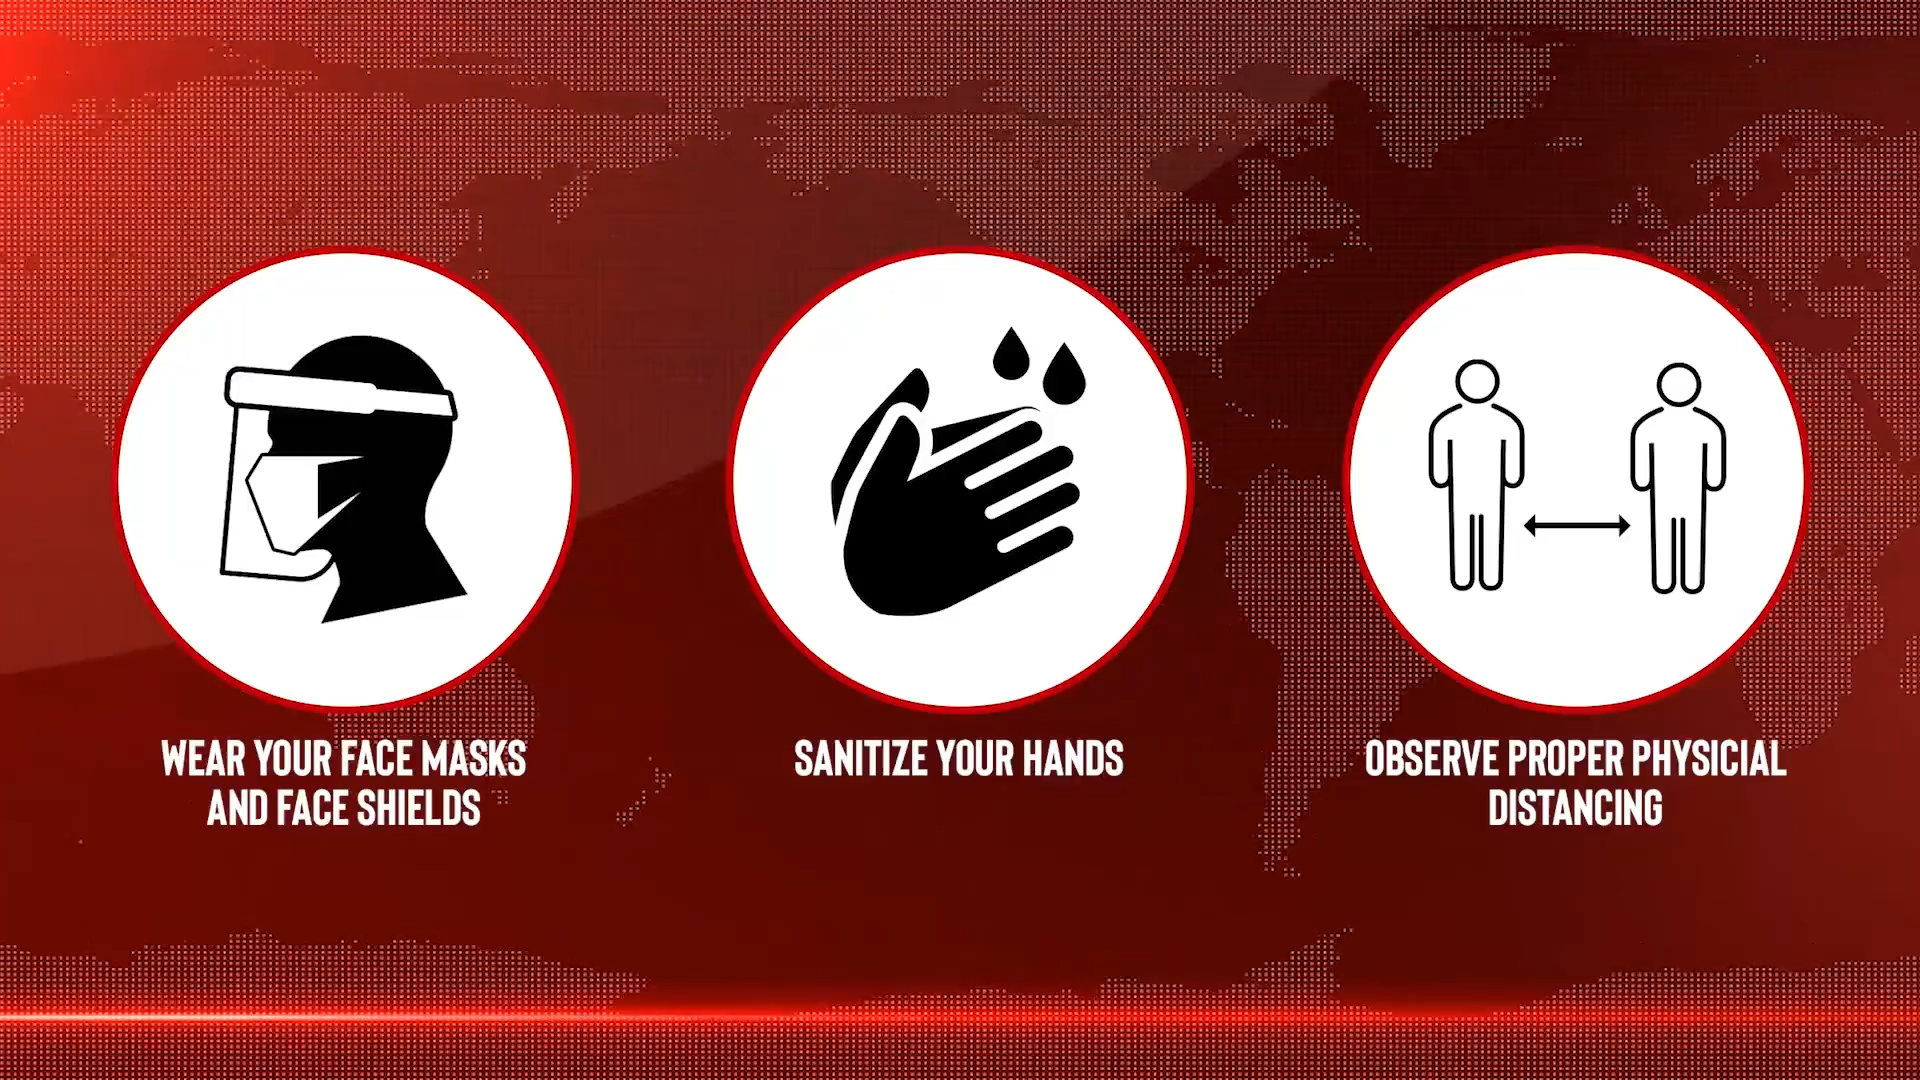 WEAR YOUR FACE MASKS
AND FACE SHIELDS
SANITIZE YOUR HANDS
OBSERVE PROPER PHYSICIAL
DISTANCING